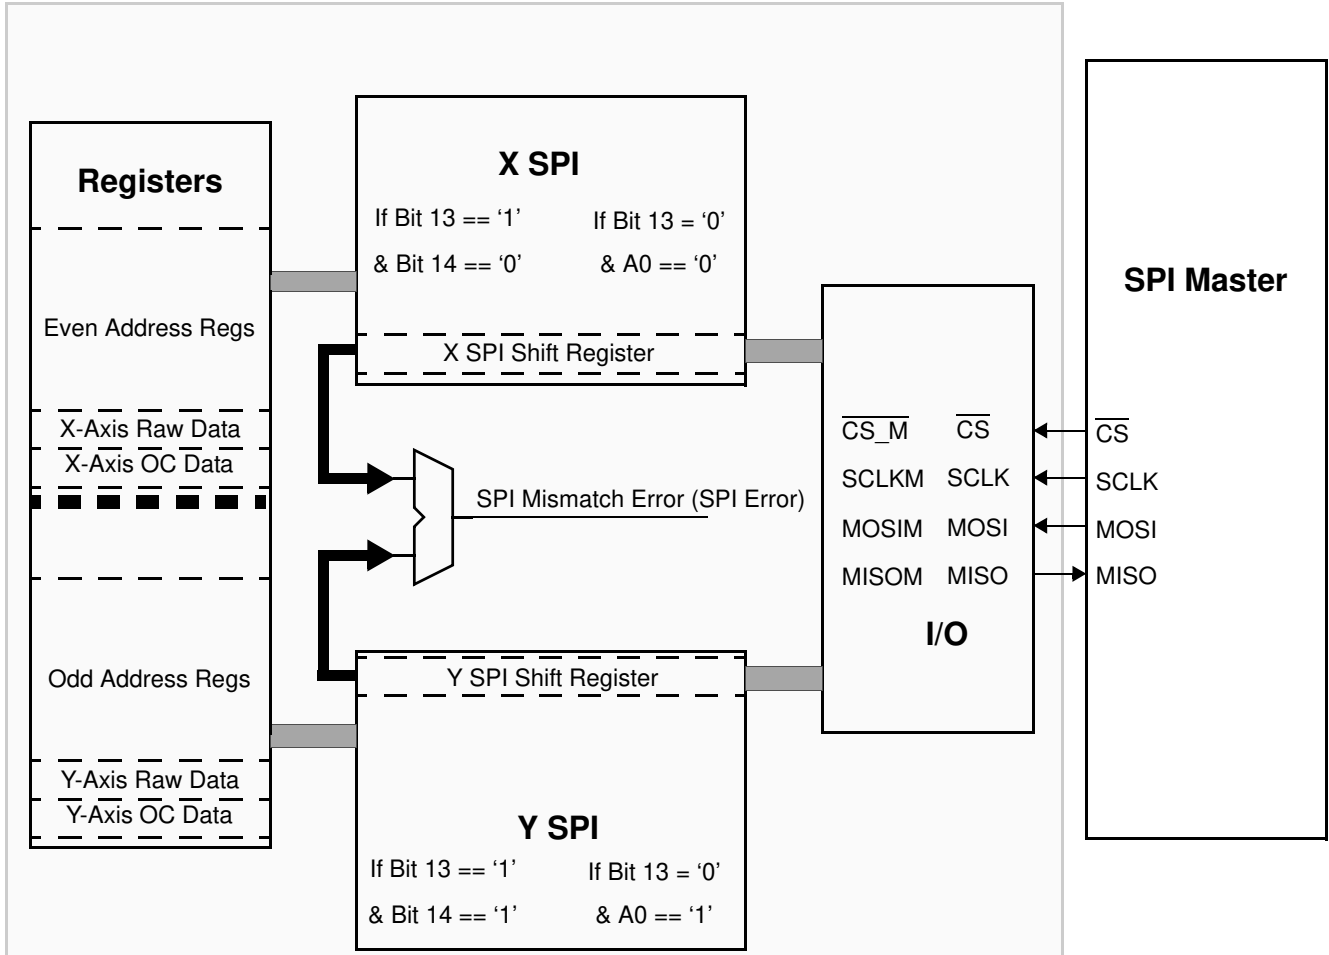 Registers
Even Address Regs
X-Axis Raw Data
X-Axis OC Data
Odd Address Regs
Y-Axis Raw Data
Y-Axis OC Data
X SPI
If Bit 13 == ‘1’
& Bit 14 == ‘0’
If Bit 13 = ‘0’
& A0 == ‘0’
X SPI Shift Register
SPI Mismatch Error (SPI Error)
Y SPI Shift Register
Y SPI
If Bit 13 == ‘1’
& Bit 14 == ‘1’
If Bit 13 = ‘0’
& A0 == ‘1’
C̅S̅_̅M̅ C̅S̅
SCLKM SCLK
MOSIM MOSI
MISOM MISO
I/O
SPI Master
C̅S̅
SCLK
MOSI
MISO